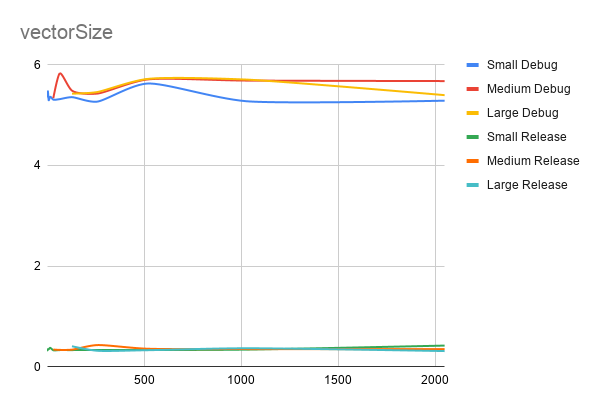 vectorSize
6
4
2
0
500
1000
1500
2000
Small Debug
Medium Debug
Large Debug
Small Release
Medium Release
Large Release